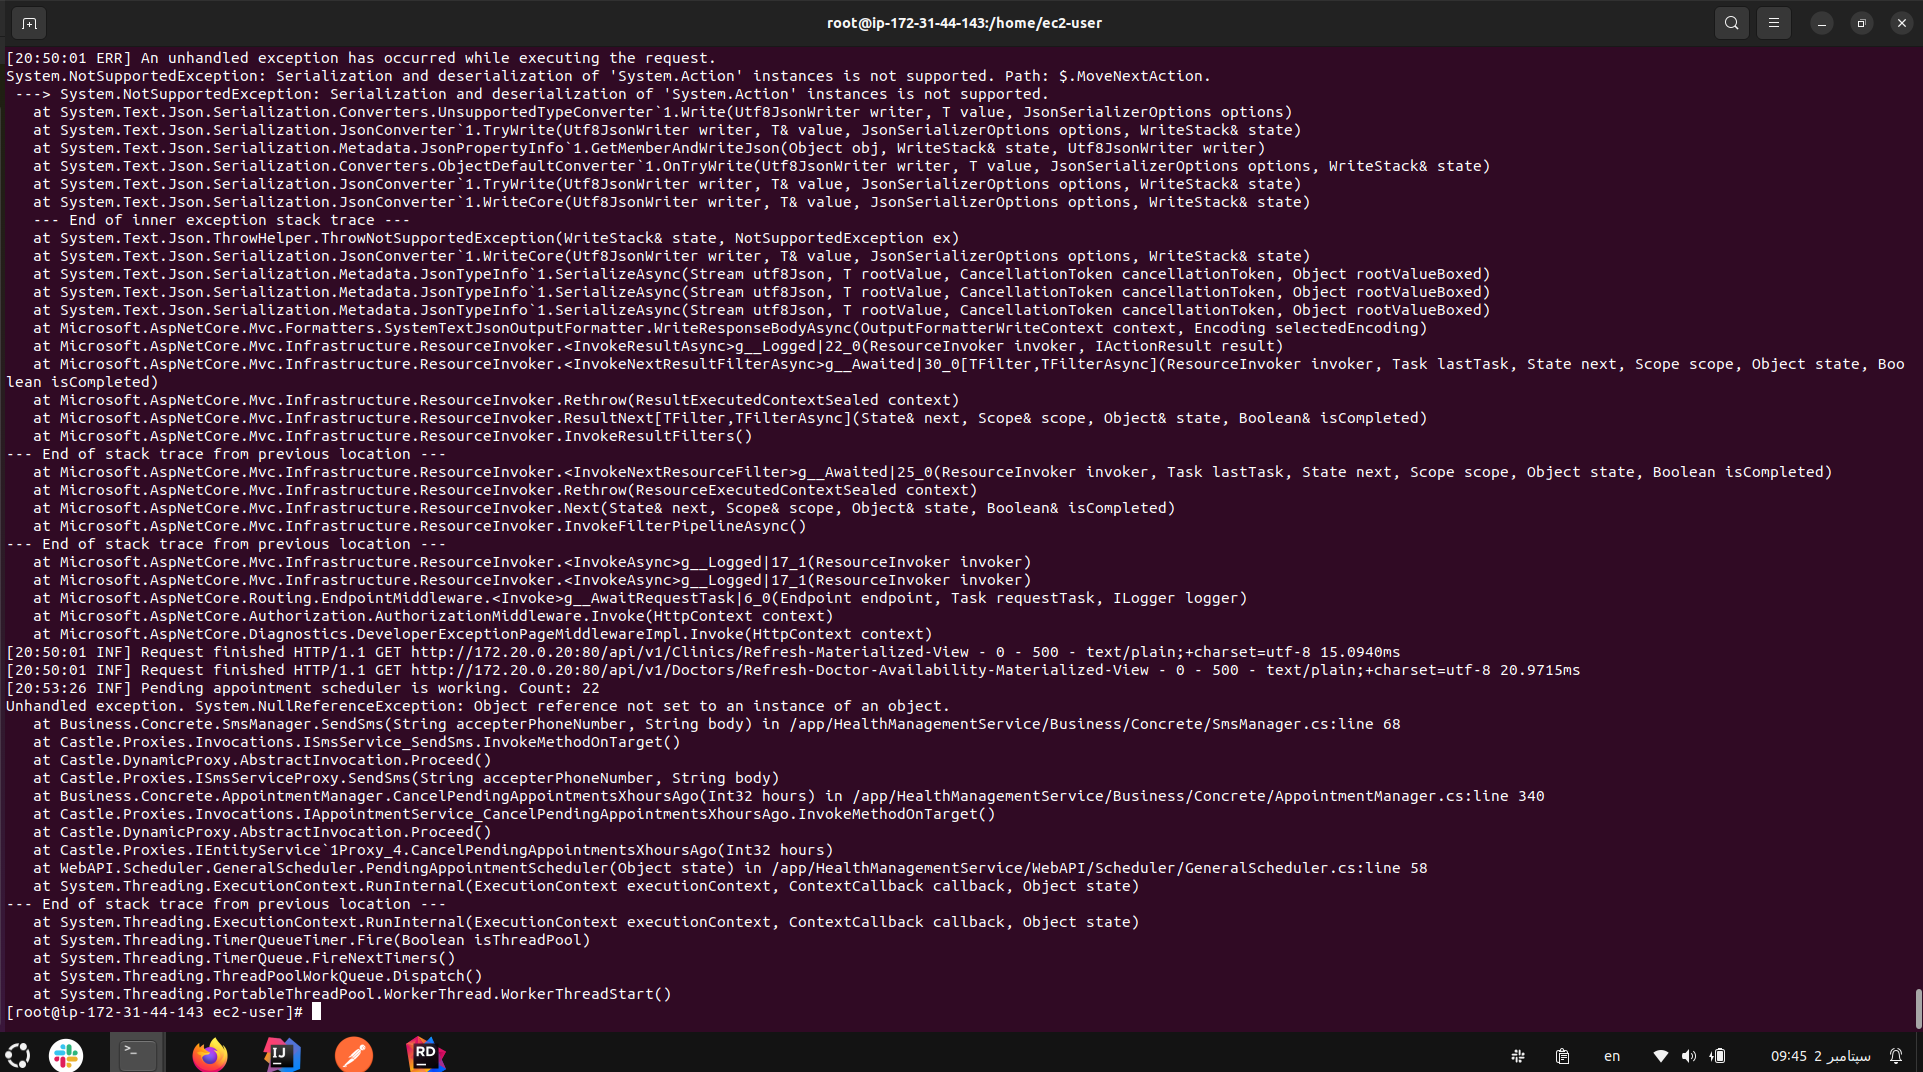 root@ip-172-31-44-143:/home/ec2-user
[20:50:01 ERR] An unhandled exception has occurred while executing the request.
System.NotSupportedException: Serialization and deserialization of 'System.Action' instances is not supported. Path: $.MoveNextAction.
 ---> System.NotSupportedException: Serialization and deserialization of 'System.Action' instances is not supported.
   at System.Text.Json.Serialization.Converters.UnsupportedTypeConverter`1.Write(Utf8JsonWriter writer, T value, JsonSerializerOptions options)
   at System.Text.Json.Serialization.JsonConverter`1.TryWrite(Utf8JsonWriter writer, T& value, JsonSerializerOptions options, WriteStack& state)
   at System.Text.Json.Serialization.Metadata.JsonPropertyInfo`1.GetMemberAndWriteJson(Object obj, WriteStack& state, Utf8JsonWriter writer)
   at System.Text.Json.Serialization.Converters.ObjectDefaultConverter`1.OnTryWrite(Utf8JsonWriter writer, T value, JsonSerializerOptions options, WriteStack& state)
   at System.Text.Json.Serialization.JsonConverter`1.TryWrite(Utf8JsonWriter writer, T& value, JsonSerializerOptions options, WriteStack& state)
   at System.Text.Json.Serialization.JsonConverter`1.WriteCore(Utf8JsonWriter writer, T& value, JsonSerializerOptions options, WriteStack& state)
   --- End of inner exception stack trace ---
   at System.Text.Json.ThrowHelper.ThrowNotSupportedException(WriteStack& state, NotSupportedException ex)
   at System.Text.Json.Serialization.JsonConverter`1.WriteCore(Utf8JsonWriter writer, T& value, JsonSerializerOptions options, WriteStack& state)
   at System.Text.Json.Serialization.Metadata.JsonTypeInfo`1.SerializeAsync(Stream utf8Json, T rootValue, CancellationToken cancellationToken, Object rootValueBoxed)
   at System.Text.Json.Serialization.Metadata.JsonTypeInfo`1.SerializeAsync(Stream utf8Json, T rootValue, CancellationToken cancellationToken, Object rootValueBoxed)
   at System.Text.Json.Serialization.Metadata.JsonTypeInfo`1.SerializeAsync(Stream utf8Json, T rootValue, CancellationToken cancellationToken, Object rootValueBoxed)
   at Microsoft.AspNetCore.Mvc.Formatters.SystemTextJsonOutputFormatter.WriteResponseBodyAsync(OutputFormatterWriteContext context, Encoding selectedEncoding)
   at Microsoft.AspNetCore.Mvc.Infrastructure.ResourceInvoker.<InvokeResultAsync>g__Logged|22_0(ResourceInvoker invoker, IActionResult result)
   at Microsoft.AspNetCore.Mvc.Infrastructure.ResourceInvoker.<InvokeNextResultFilterAsync>g__Awaited|30_0[TFilter,TFilterAsync](ResourceInvoker invoker, Task lastTask, State next, Scope scope, Object state, Boo
lean isCompleted)
   at Microsoft.AspNetCore.Mvc.Infrastructure.ResourceInvoker.Rethrow(ResultExecutedContextSealed context)
   at Microsoft.AspNetCore.Mvc.Infrastructure.ResourceInvoker.ResultNext[TFilter,TFilterAsync](State& next, Scope& scope, Object& state, Boolean& isCompleted)
   at Microsoft.AspNetCore.Mvc.Infrastructure.ResourceInvoker.InvokeResultFilters()
--- End of stack trace from previous location ---
   at Microsoft.AspNetCore.Mvc.Infrastructure.ResourceInvoker.<InvokeNextResourceFilter>g__Awaited|25_0(ResourceInvoker invoker, Task lastTask, State next, Scope scope, Object state, Boolean isCompleted)
   at Microsoft.AspNetCore.Mvc.Infrastructure.ResourceInvoker.Rethrow(ResourceExecutedContextSealed context)
   at Microsoft.AspNetCore.Mvc.Infrastructure.ResourceInvoker.Next(State& next, Scope& scope, Object& state, Boolean& isCompleted)
   at Microsoft.AspNetCore.Mvc.Infrastructure.ResourceInvoker.InvokeFilterPipelineAsync()
--- End of stack trace from previous location ---
   at Microsoft.AspNetCore.Mvc.Infrastructure.ResourceInvoker.<InvokeAsync>g__Logged|17_1(ResourceInvoker invoker)
   at Microsoft.AspNetCore.Mvc.Infrastructure.ResourceInvoker.<InvokeAsync>g__Logged|17_1(ResourceInvoker invoker)
   at Microsoft.AspNetCore.Routing.EndpointMiddleware.<Invoke>g__AwaitRequestTask|6_0(Endpoint endpoint, Task requestTask, ILogger logger)
   at Microsoft.AspNetCore.Authorization.AuthorizationMiddleware.Invoke(HttpContext context)
   at Microsoft.AspNetCore.Diagnostics.DeveloperExceptionPageMiddlewareImpl.Invoke(HttpContext context)
[20:50:01 INF] Request finished HTTP/1.1 GET http://172.20.0.20:80/api/v1/Clinics/Refresh-Materialized-View - 0 - 500 - text/plain;+charset=utf-8 15.0940ms
[20:50:01 INF] Request finished HTTP/1.1 GET http://172.20.0.20:80/api/v1/Doctors/Refresh-Doctor-Availability-Materialized-View - 0 - 500 - text/plain;+charset=utf-8 20.9715ms
[20:53:26 INF] Pending appointment scheduler is working. Count: 22
Unhandled exception. System.NullReferenceException: Object reference not set to an instance of an object.
   at Business.Concrete.SmsManager.SendSms(String accepterPhoneNumber, String body) in /app/HealthManagementService/Business/Concrete/SmsManager.cs:line 68
   at Castle.Proxies.Invocations.ISmsService_SendSms.InvokeMethodOnTarget()
   at Castle.DynamicProxy.AbstractInvocation.Proceed()
   at Castle.Proxies.ISmsServiceProxy.SendSms(String accepterPhoneNumber, String body)
   at Business.Concrete.AppointmentManager.CancelPendingAppointmentsXhoursAgo(Int32 hours) in /app/HealthManagementService/Business/Concrete/AppointmentManager.cs:line 340
   at Castle.Proxies.Invocations.IAppointmentService_CancelPendingAppointmentsXhoursAgo.InvokeMethodOnTarget()
   at Castle.DynamicProxy.AbstractInvocation.Proceed()
   at Castle.Proxies.IEntityService`1Proxy_4.CancelPendingAppointmentsXhoursAgo(Int32 hours)
   at WebAPI.Scheduler.GeneralScheduler.PendingAppointmentScheduler(Object state) in /app/HealthManagementService/WebAPI/Scheduler/GeneralScheduler.cs:line 58
   at System.Threading.ExecutionContext.RunInternal(ExecutionContext executionContext, ContextCallback callback, Object state)
--- End of stack trace from previous location ---
   at System.Threading.ExecutionContext.RunInternal(ExecutionContext executionContext, ContextCallback callback, Object state)
   at System.Threading.TimerQueueTimer.Fire(Boolean isThreadPool)
   at System.Threading.TimerQueue.FireNextTimers()
   at System.Threading.ThreadPoolWorkQueue.Dispatch()
   at System.Threading.PortableThreadPool.WorkerThread.WorkerThreadStart()
[root@ip-172-31-44-143 ec2-user]#
>_
IJ
RD
en
09:45 2 سپتامبر